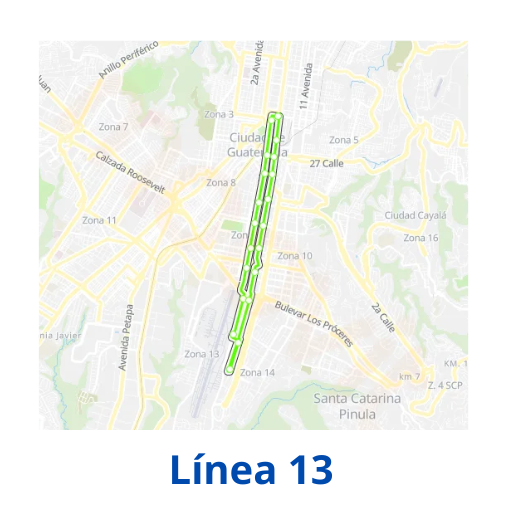 Anillo Periférico
2a Avenida
11 Avenida
Juan
Zona 7
Zona 3
Ciudad de
Guatemala
Zona 5
27 Calle
Calzada Roosevelt
Zona 8
Zona 11
Zon
Ciudad Cayalá
Zona 16
Zona 10
Avenida Petapa
Bulevar Los Próceres
2a Calle
nia Javier
Zona 13
Zona 14
KM. 1
km 7
Z. 4 SCP
Santa Catarina
Pinula
Línea 13